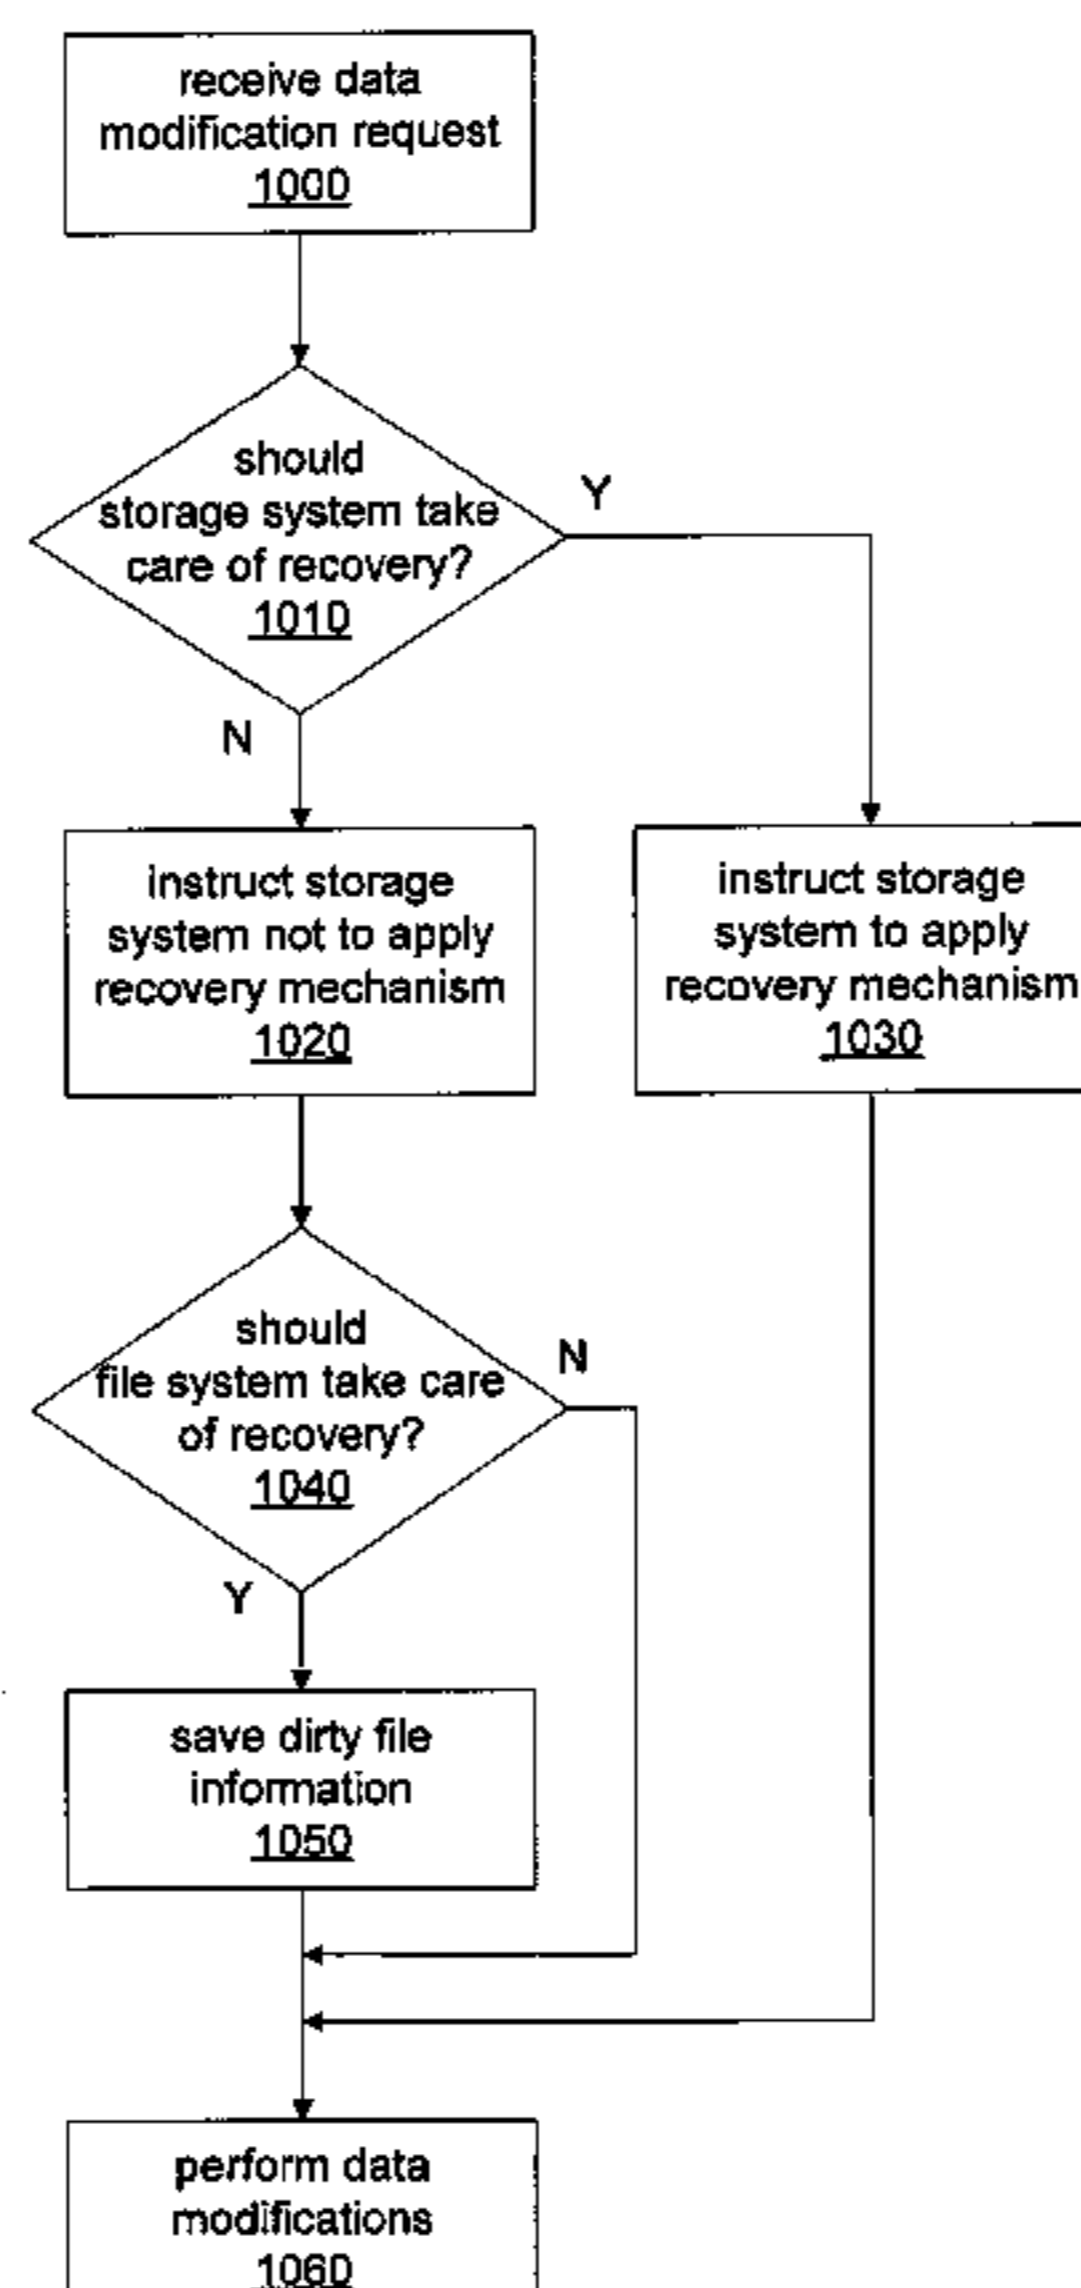 receive data
modification request
1000
should
storage system take
care of recovery?
1010
Y
N
instruct storage
system not to apply
recovery mechanism
1020
instruct storage
system to apply
recovery mechanism
1030
should
file system take care
of recovery?
1040
N
Y
save dirty file
information
1050
perform data
modifications
1060